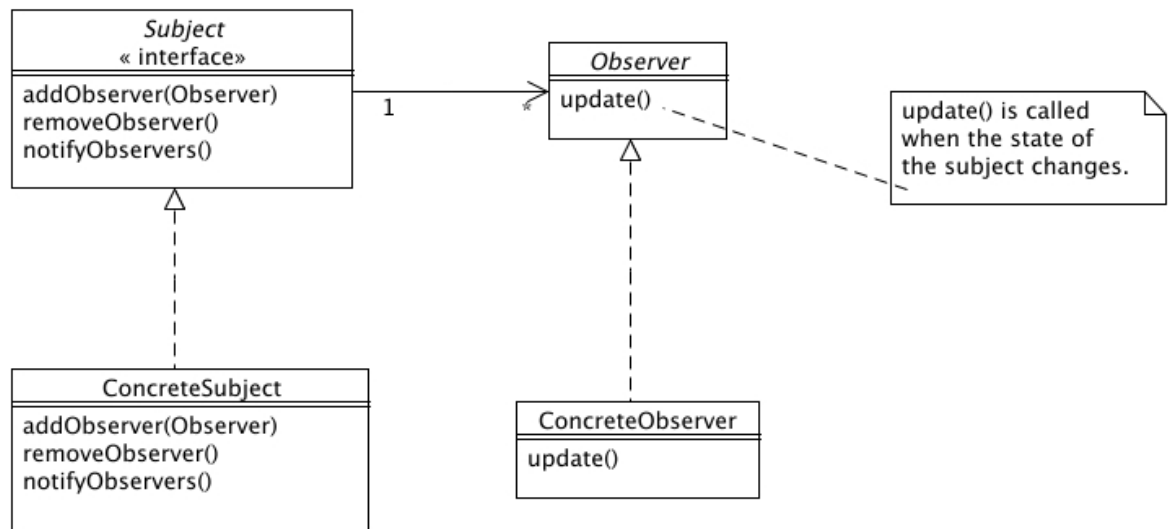 Subject
« interface»
addObserver(Observer)
removeObserver()
notifyObservers()
1
*
Observer
update()
update() is called
when the state of
the subject changes.
ConcreteSubject
addObserver(Observer)
removeObserver()
notifyObservers()
ConcreteObserver
update()